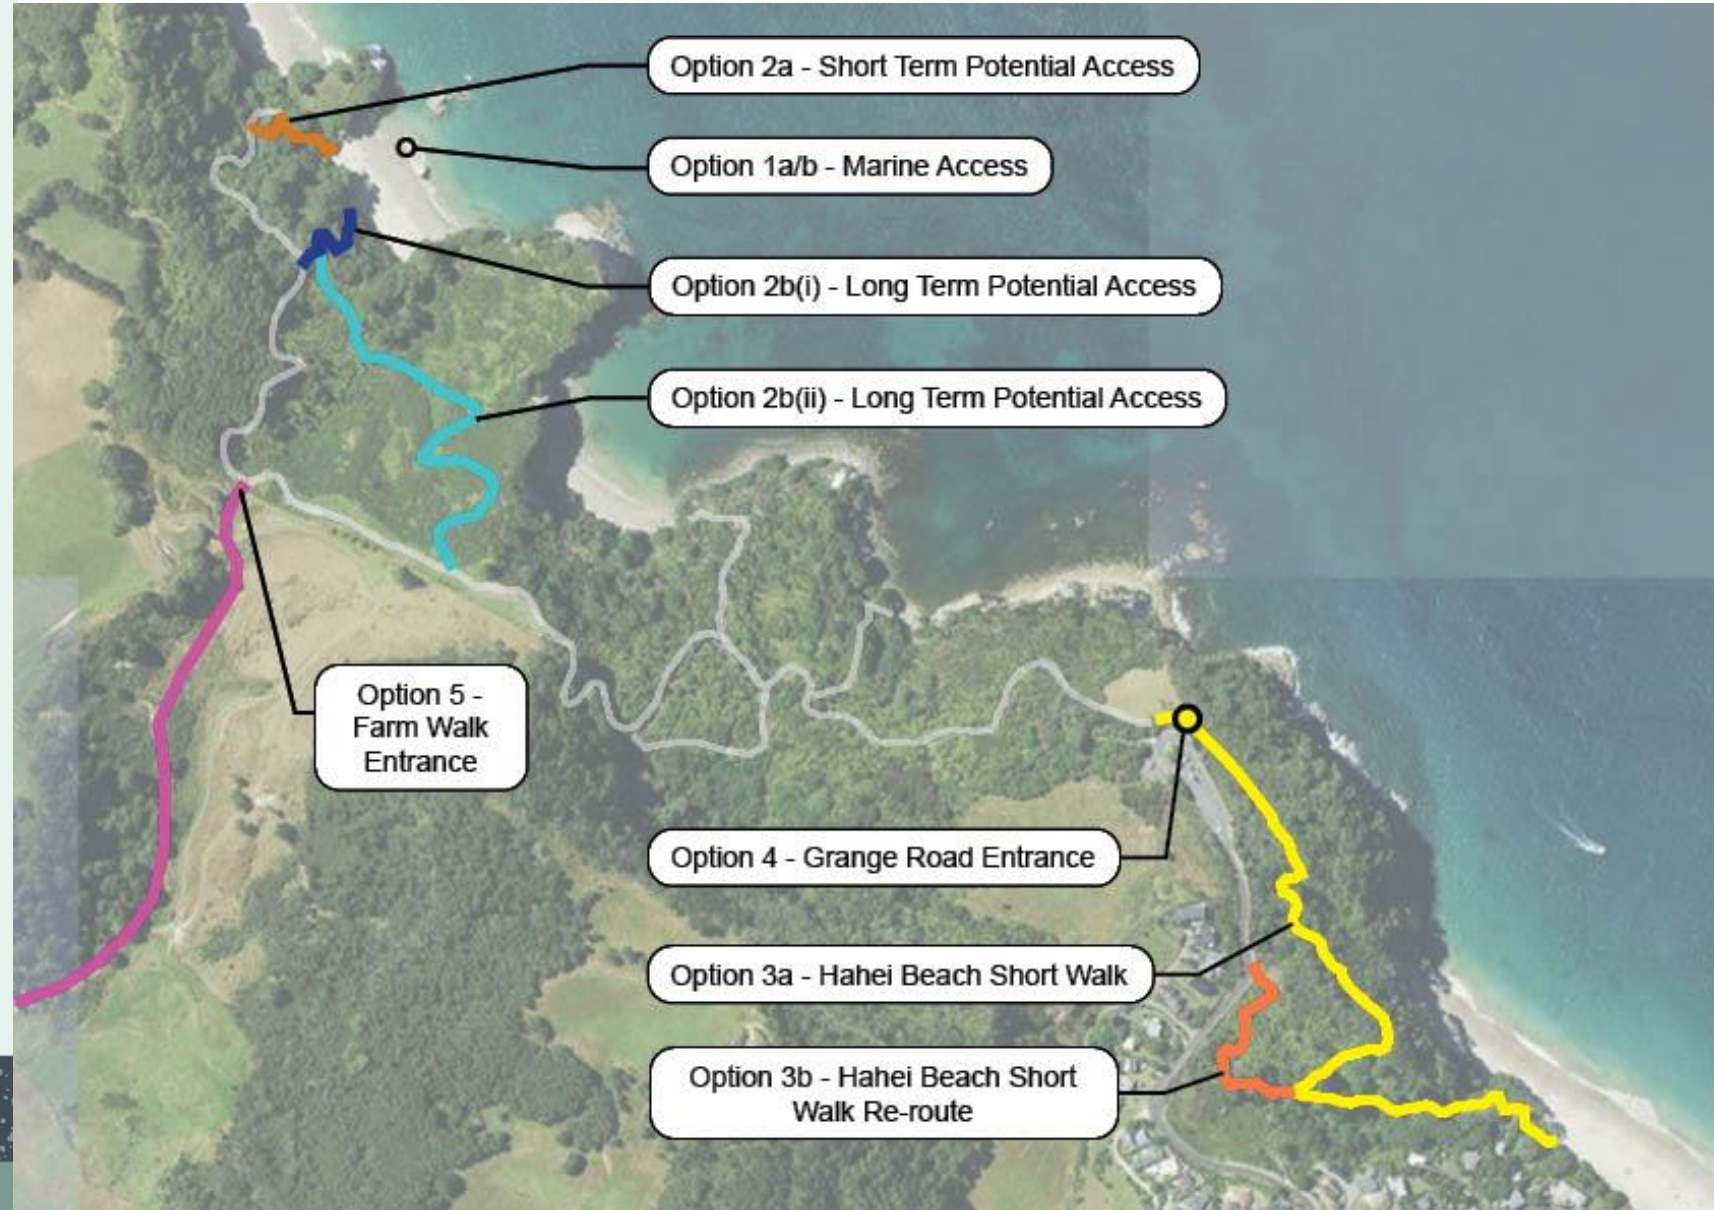 Option 2a - Short Term Potential Access
Option 1a/b - Marine Access
Option 2b(i) - Long Term Potential Access
Option 2b(ii) - Long Term Potential Access
Option 5 -
Farm Walk
Entrance
Option 4 - Grange Road Entrance
Option 3a - Hahei Beach Short Walk
Option 3b - Hahei Beach Short
Walk Re-route